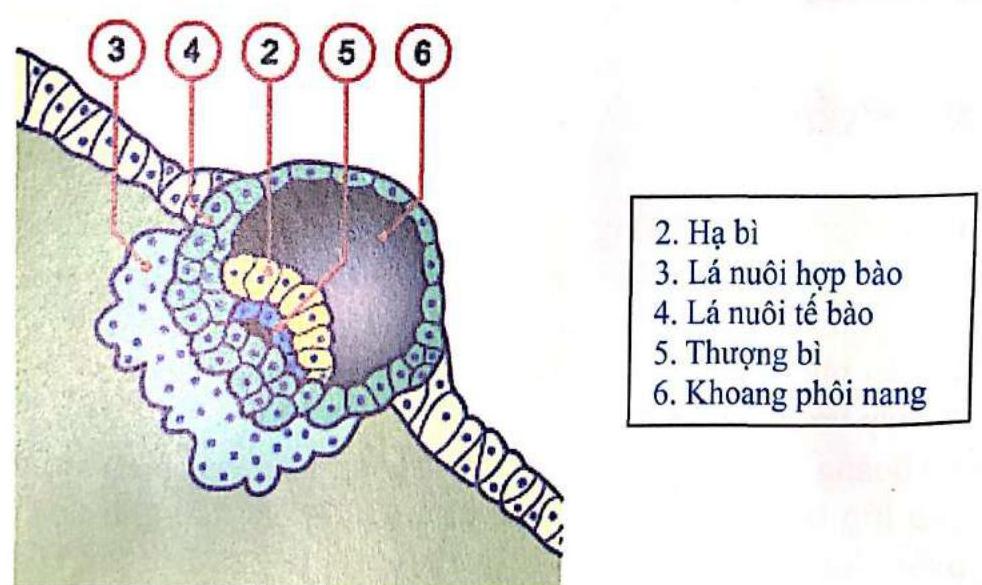 3 4 2 5 6
2. Hạ bì
3. Lá nuôi hợp bào
4. Lá nuôi tế bào
5. Thượng bì
6. Khoang phôi nang